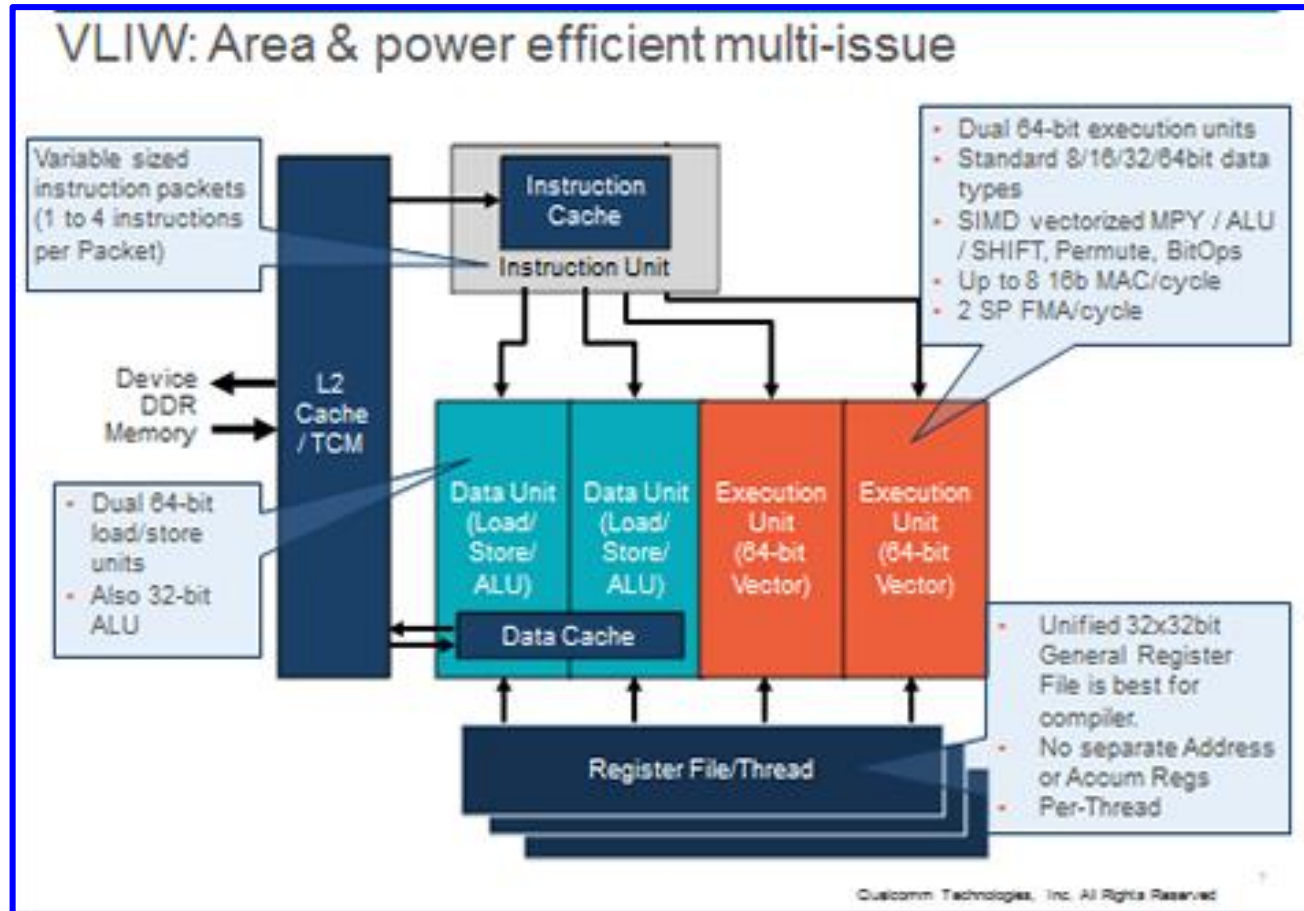 VLIW: Area & power efficient multi-issue
Variable sized
instruction packets
(1 to 4 instructions
per Packet)
Instruction
Cache
Instruction Unit
• Dual 64-bit execution units
• Standard 8/16/32/64bit data
types
• SIMD vectorized MPY / ALU
/ SHIFT, Permute, BitOps
• Up to 8 16b MAC/cycle
• 2 SP FMA/cycle
Device
DDR
Memory
L2
Cache
/ TCM
• Dual 64-bit
load/store
units
• Also 32-bit
ALU
Data Unit
(Load/
Store/
ALU)
Data Unit
(Load/
Store/
ALU)
Execution
Unit
(64-bit
Vector)
Execution
Unit
(64-bit
Vector)
Data Cache
Register File/Thread
• Unified 32x32bit
General Register
File is best for
compiler.
• No separate Address
or Accum Regs
• Per-Thread
Qualcomm Technologies, Inc. All Rights Reserved